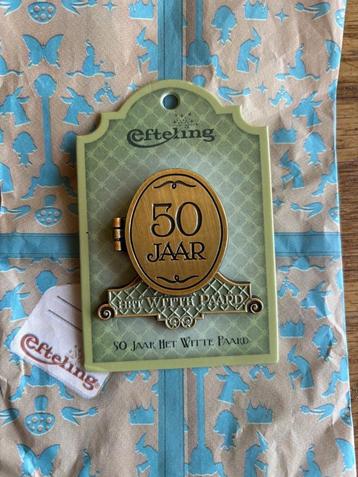 Efteling
50
JAAR
HET WITTE PAARD
50 JAAR HET WITTE PAARD
Efteling